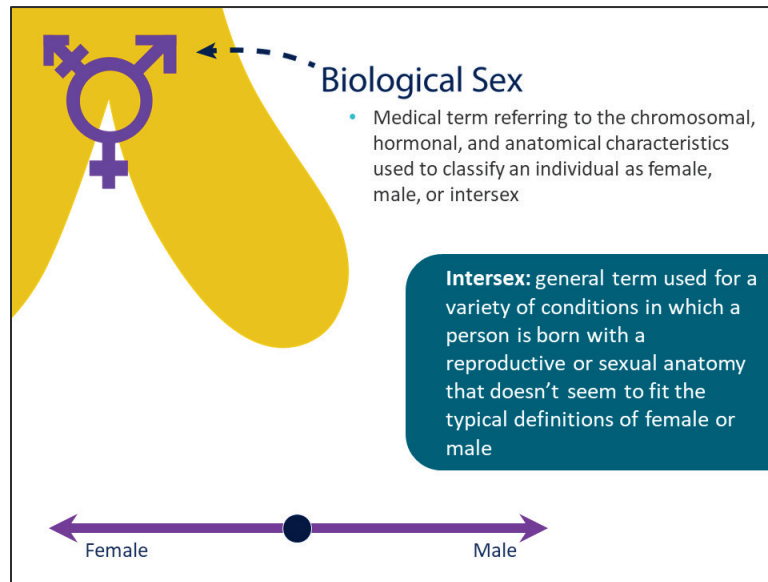 Biological Sex
• Medical term referring to the chromosomal,
hormonal, and anatomical characteristics
used to classify an individual as female,
male, or intersex
Intersex: general term used for a
variety of conditions in which a
person is born with a
reproductive or sexual anatomy
that doesn’t seem to fit the
typical definitions of female or
male
Female
Male